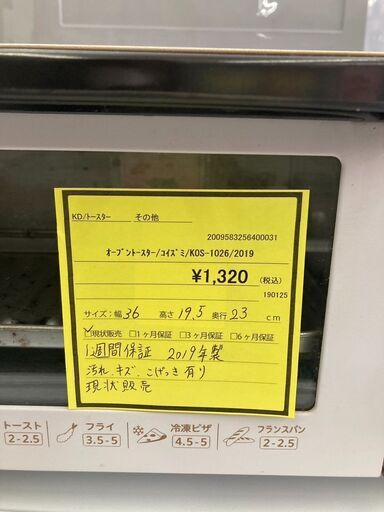 KD/トースター その他
2009583256400031
オーブントースター/コイズミ/KOS-1026/2019
¥1,320 (税込)
190125
サイズ:幅 36 高さ 19.5 奥行 23 cm
☑現状販売 □1ヶ月保証 □3ヶ月保証 □6ヶ月保証
1週間保証 2019年製
汚れ、キズ、こげつき有り
現状販売
トースト フライ 冷凍ピザ フランスパン
2-2.5 3.5-5 4.5-5 2-2.5